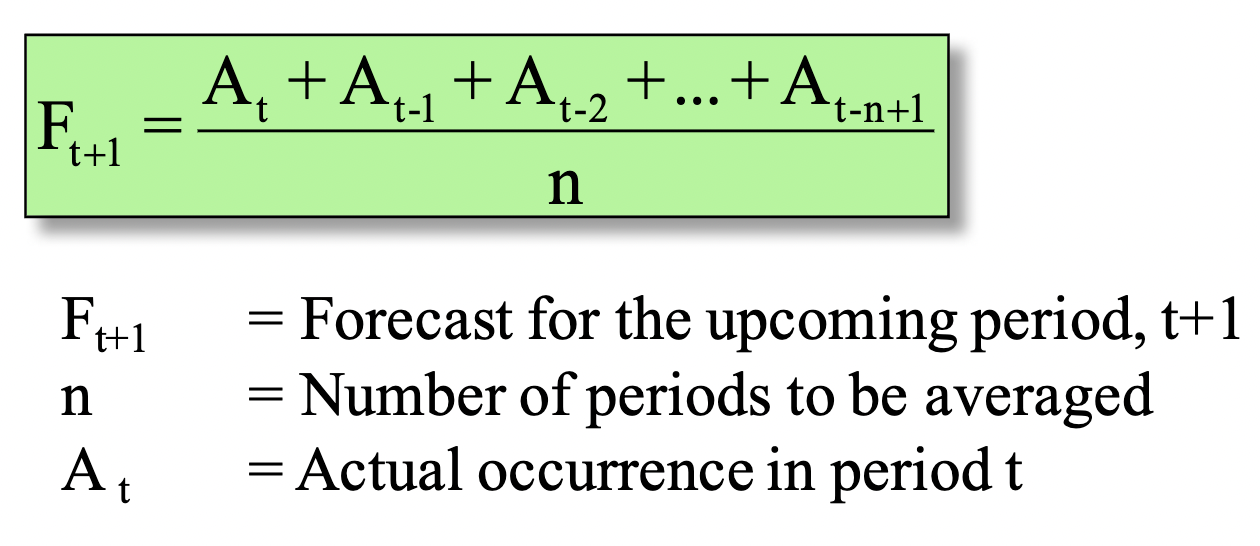 F_{t+1} = \frac{A_t + A_{t-1} + A_{t-2} + ... + A_{t-n+1}}{n}
F_{t+1} = Forecast for the upcoming period, t+1
n = Number of periods to be averaged
A_t = Actual occurrence in period t